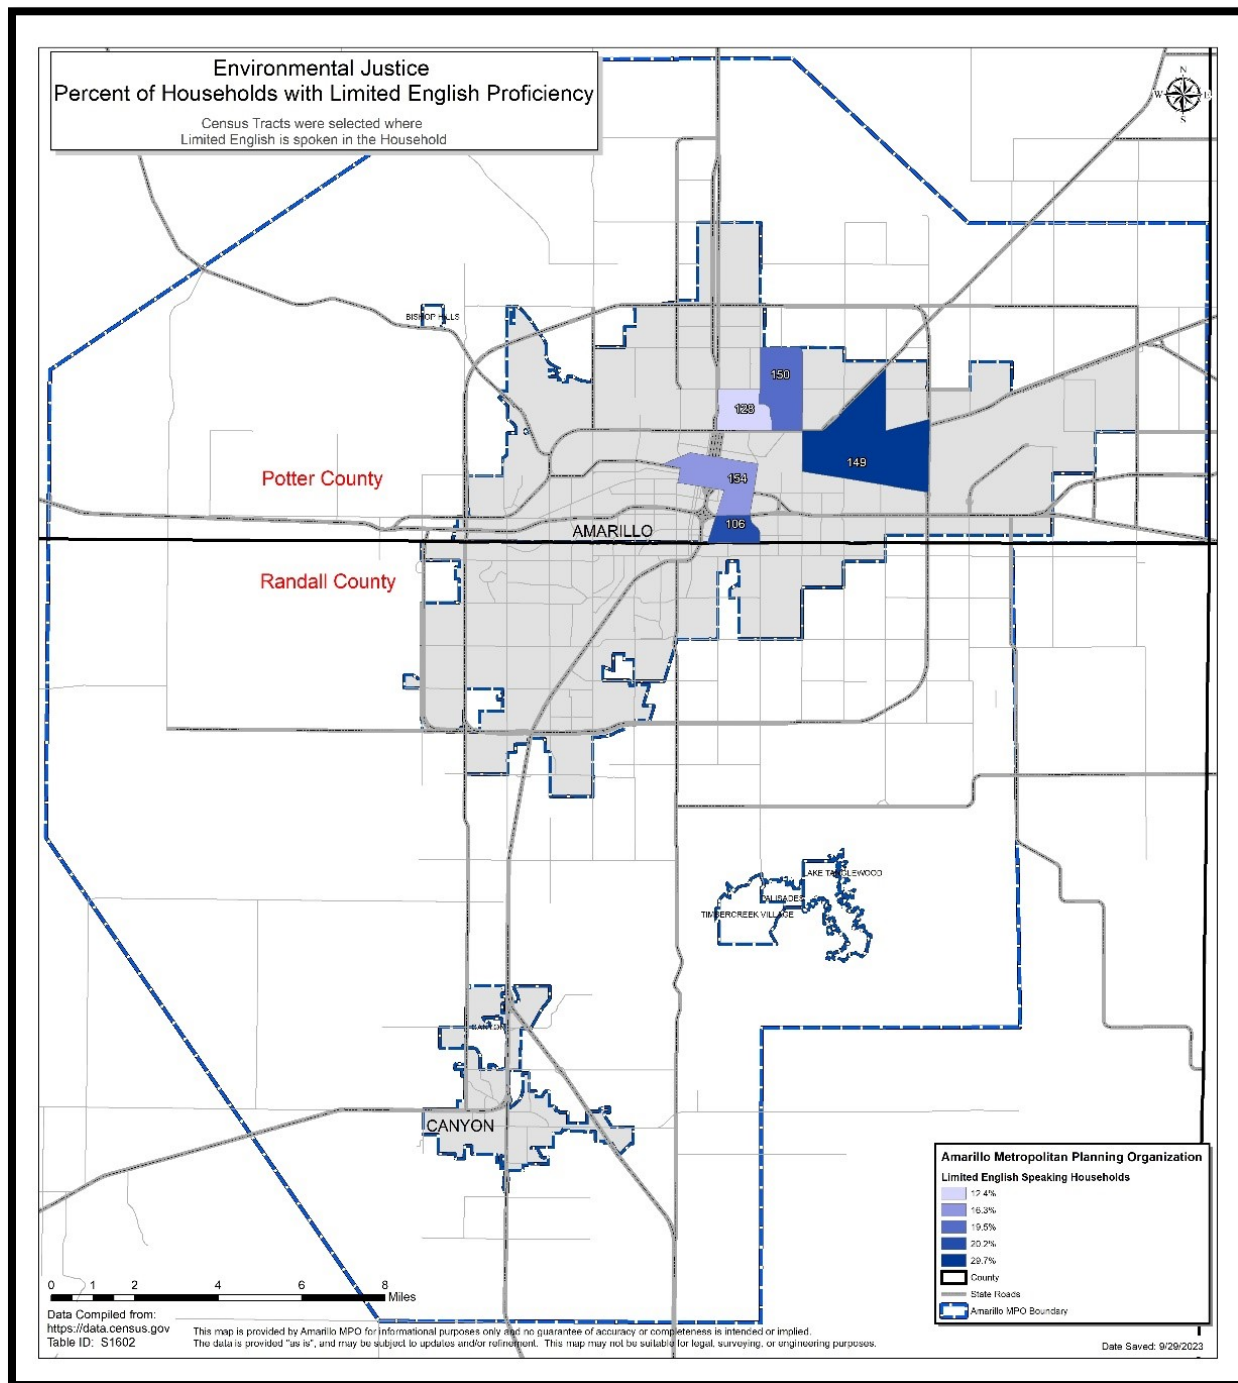 Environmental Justice
Percent of Households with Limited English Proficiency
Census Tracts were selected where
Limited English is spoken in the Household
N
W
E
S
BISHOP HILLS
150
128
149
154
106
Potter County
AMARILLO
Randall County
LAKE TANGLEWOOD
PALISADES
TIMBERCREEK VILLAGE
CANYON
CANYON
Amarillo Metropolitan Planning Organization
Limited English Speaking Households
12.4%
16.3%
19.5%
20.2%
29.7%
County
State Roads
Amarillo MPO Boundary
0 1 2 4 6 8
Miles
Data Compiled from:
https://data.census.gov
Table ID: S1602
This map is provided by Amarillo MPO for informational purposes only and no guarantee of accuracy or completeness is intended or implied.
The data is provided "as is", and may be subject to updates and/or refinement. This map may not be suitable for legal, surveying, or engineering purposes.
Date Saved: 9/29/2023